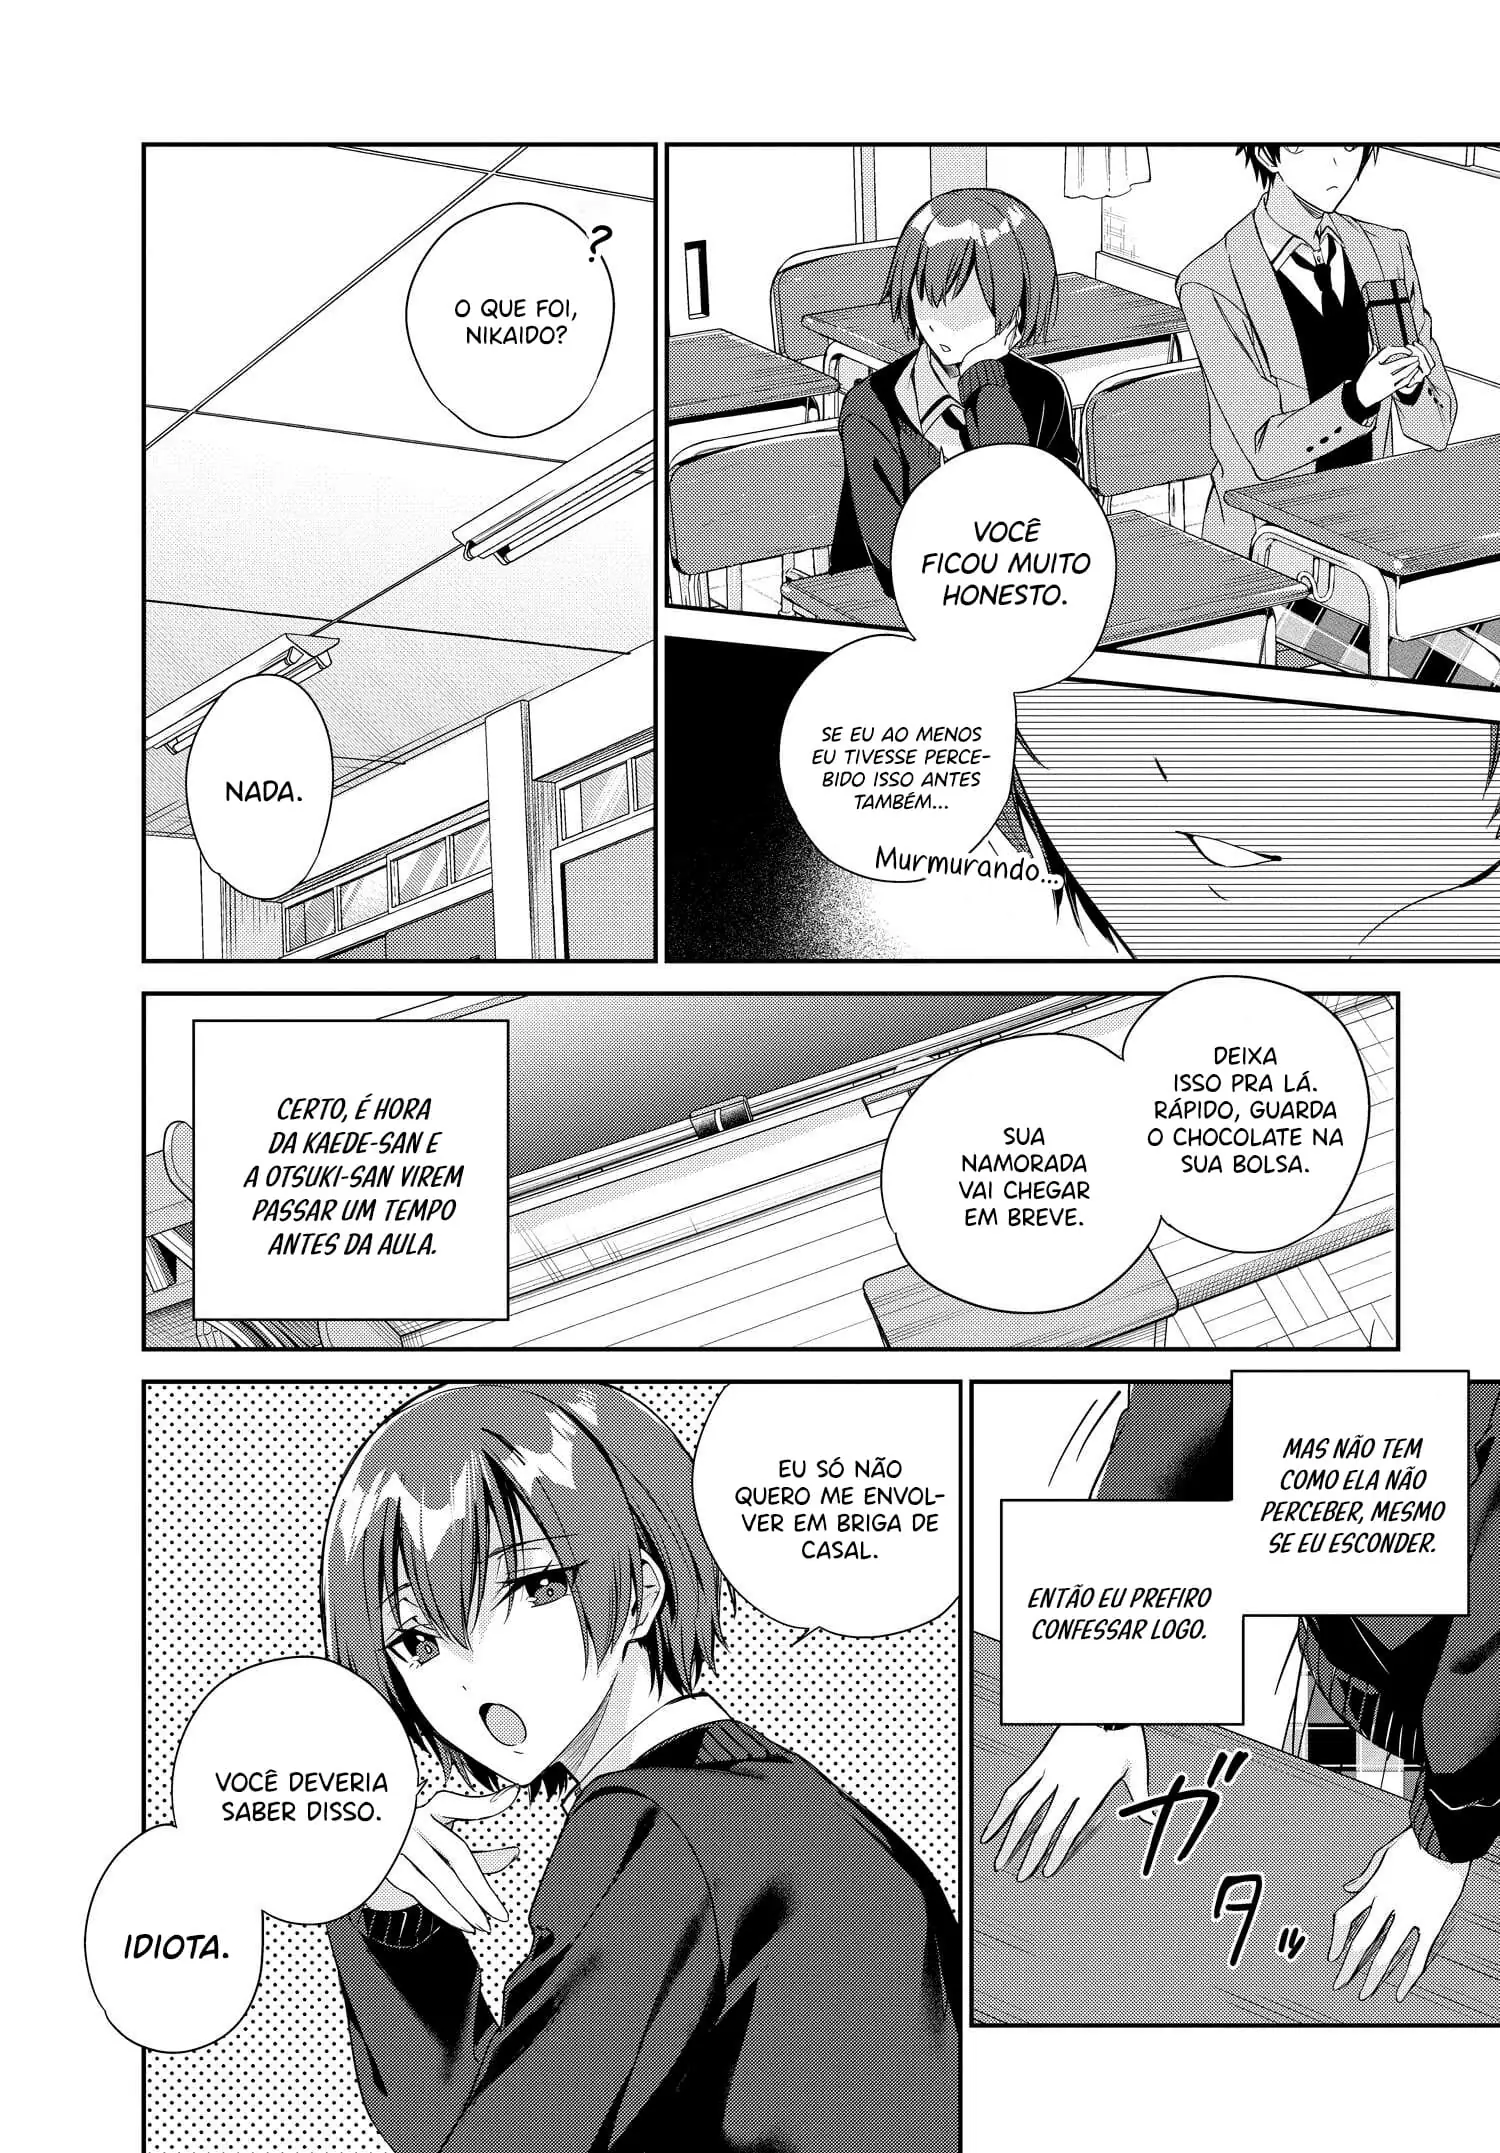 VOCÊ
FICOU MUITO
HONESTO.
SE EU AO MENOS
EU TIVESSE PERCE-
BIDO ISSO ANTES
TAMBÉM...
Murmurando...
?
O QUE FOI,
NIKAIDO?
NADA.
DEIXA
ISSO PRA LÁ.
RÁPIDO, GUARDA
O CHOCOLATE NA
SUA BOLSA.
SUA
NAMORADA
VAI CHEGAR
EM BREVE.
CERTO, É HORA
DA KAEDE-SAN E
A OTSUKI-SAN VIREM
PASSAR UM TEMPO
ANTES DA AULA.
MAS NÃO TEM
COMO ELA NÃO
PERCEBER, MESMO
SE EU ESCONDER.
ENTÃO EU PREFIRO
CONFESSAR LOGO.
ガタッ
EU SÓ NÃO
QUERO ME ENVOL-
VER EM BRIGA DE
CASAL.
VOCÊ DEVERIA
SABER DISSO.
IDIOTA.